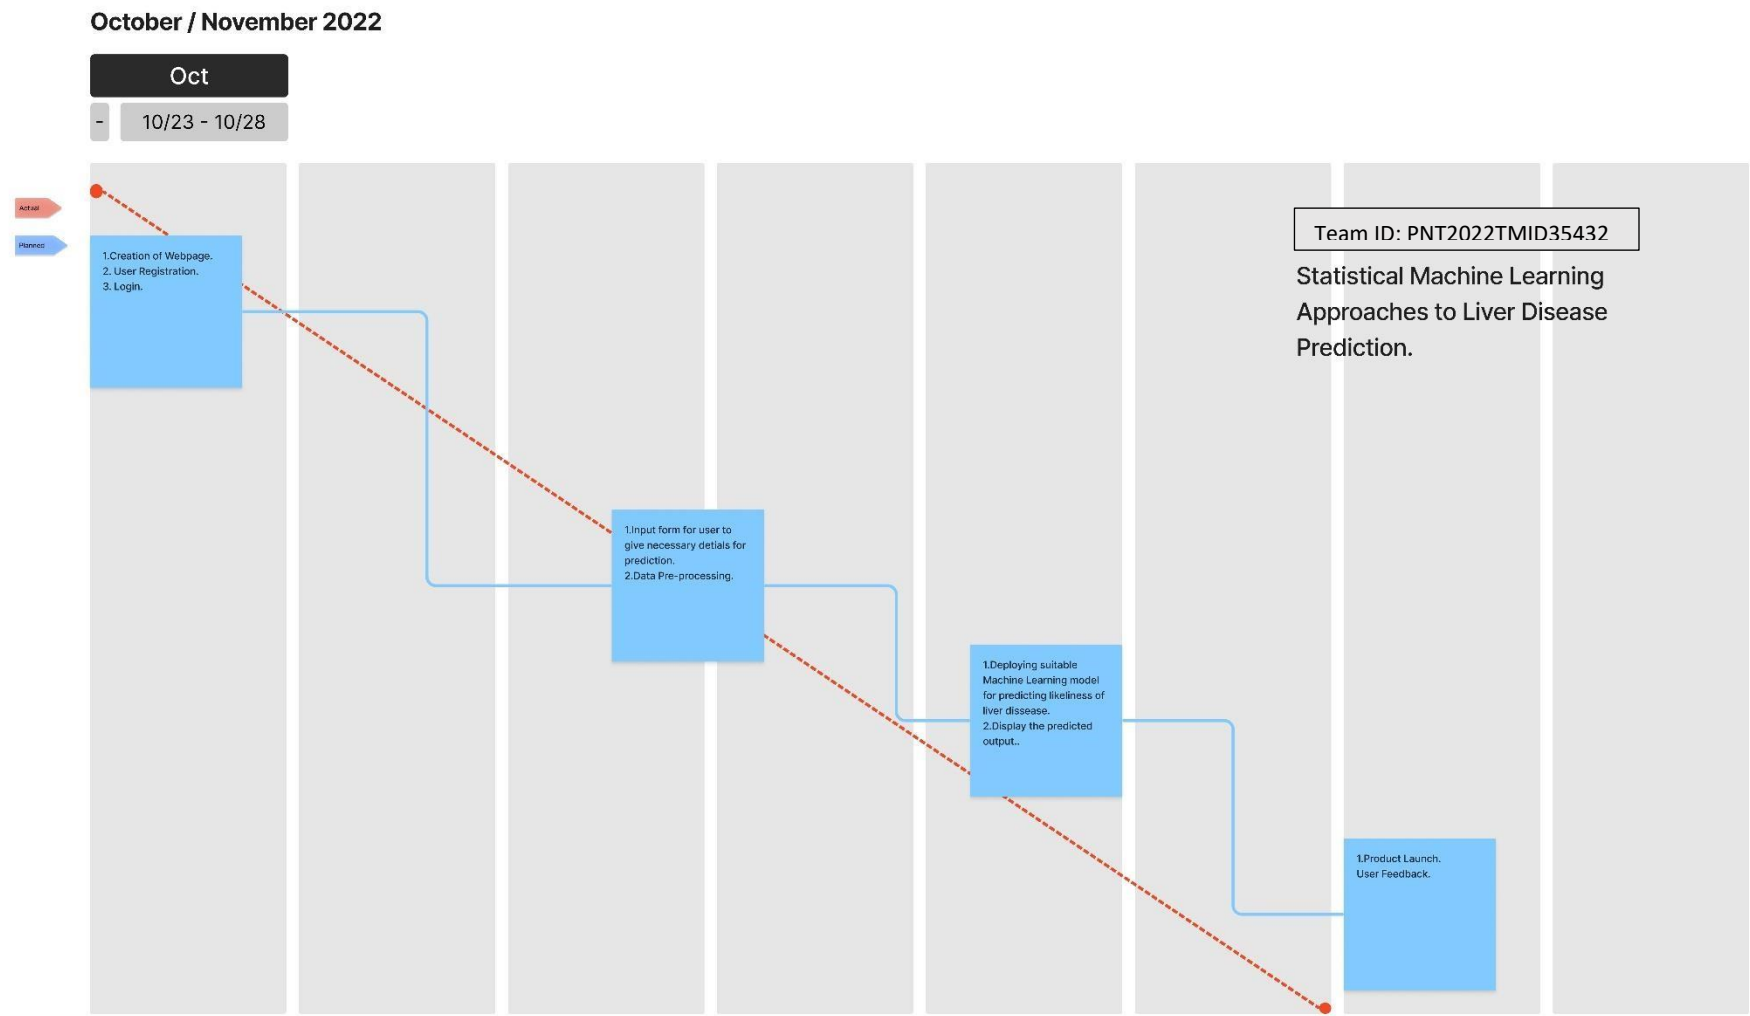 October / November 2022
Oct
-
10/23 - 10/28
Actual
Planned
Team ID: PNT2022TMID35432
Statistical Machine Learning
Approaches to Liver Disease
Prediction.
1.Creation of Webpage.
2. User Registration.
3. Login.
1.Input form for user to
give necessary detials for
prediction.
2.Data Pre-processing.
1.Deploying suitable
Machine Learning model
for predicting likeliness of
liver dissease.
2.Display the predicted
output..
1.Product Launch.
User Feedback.